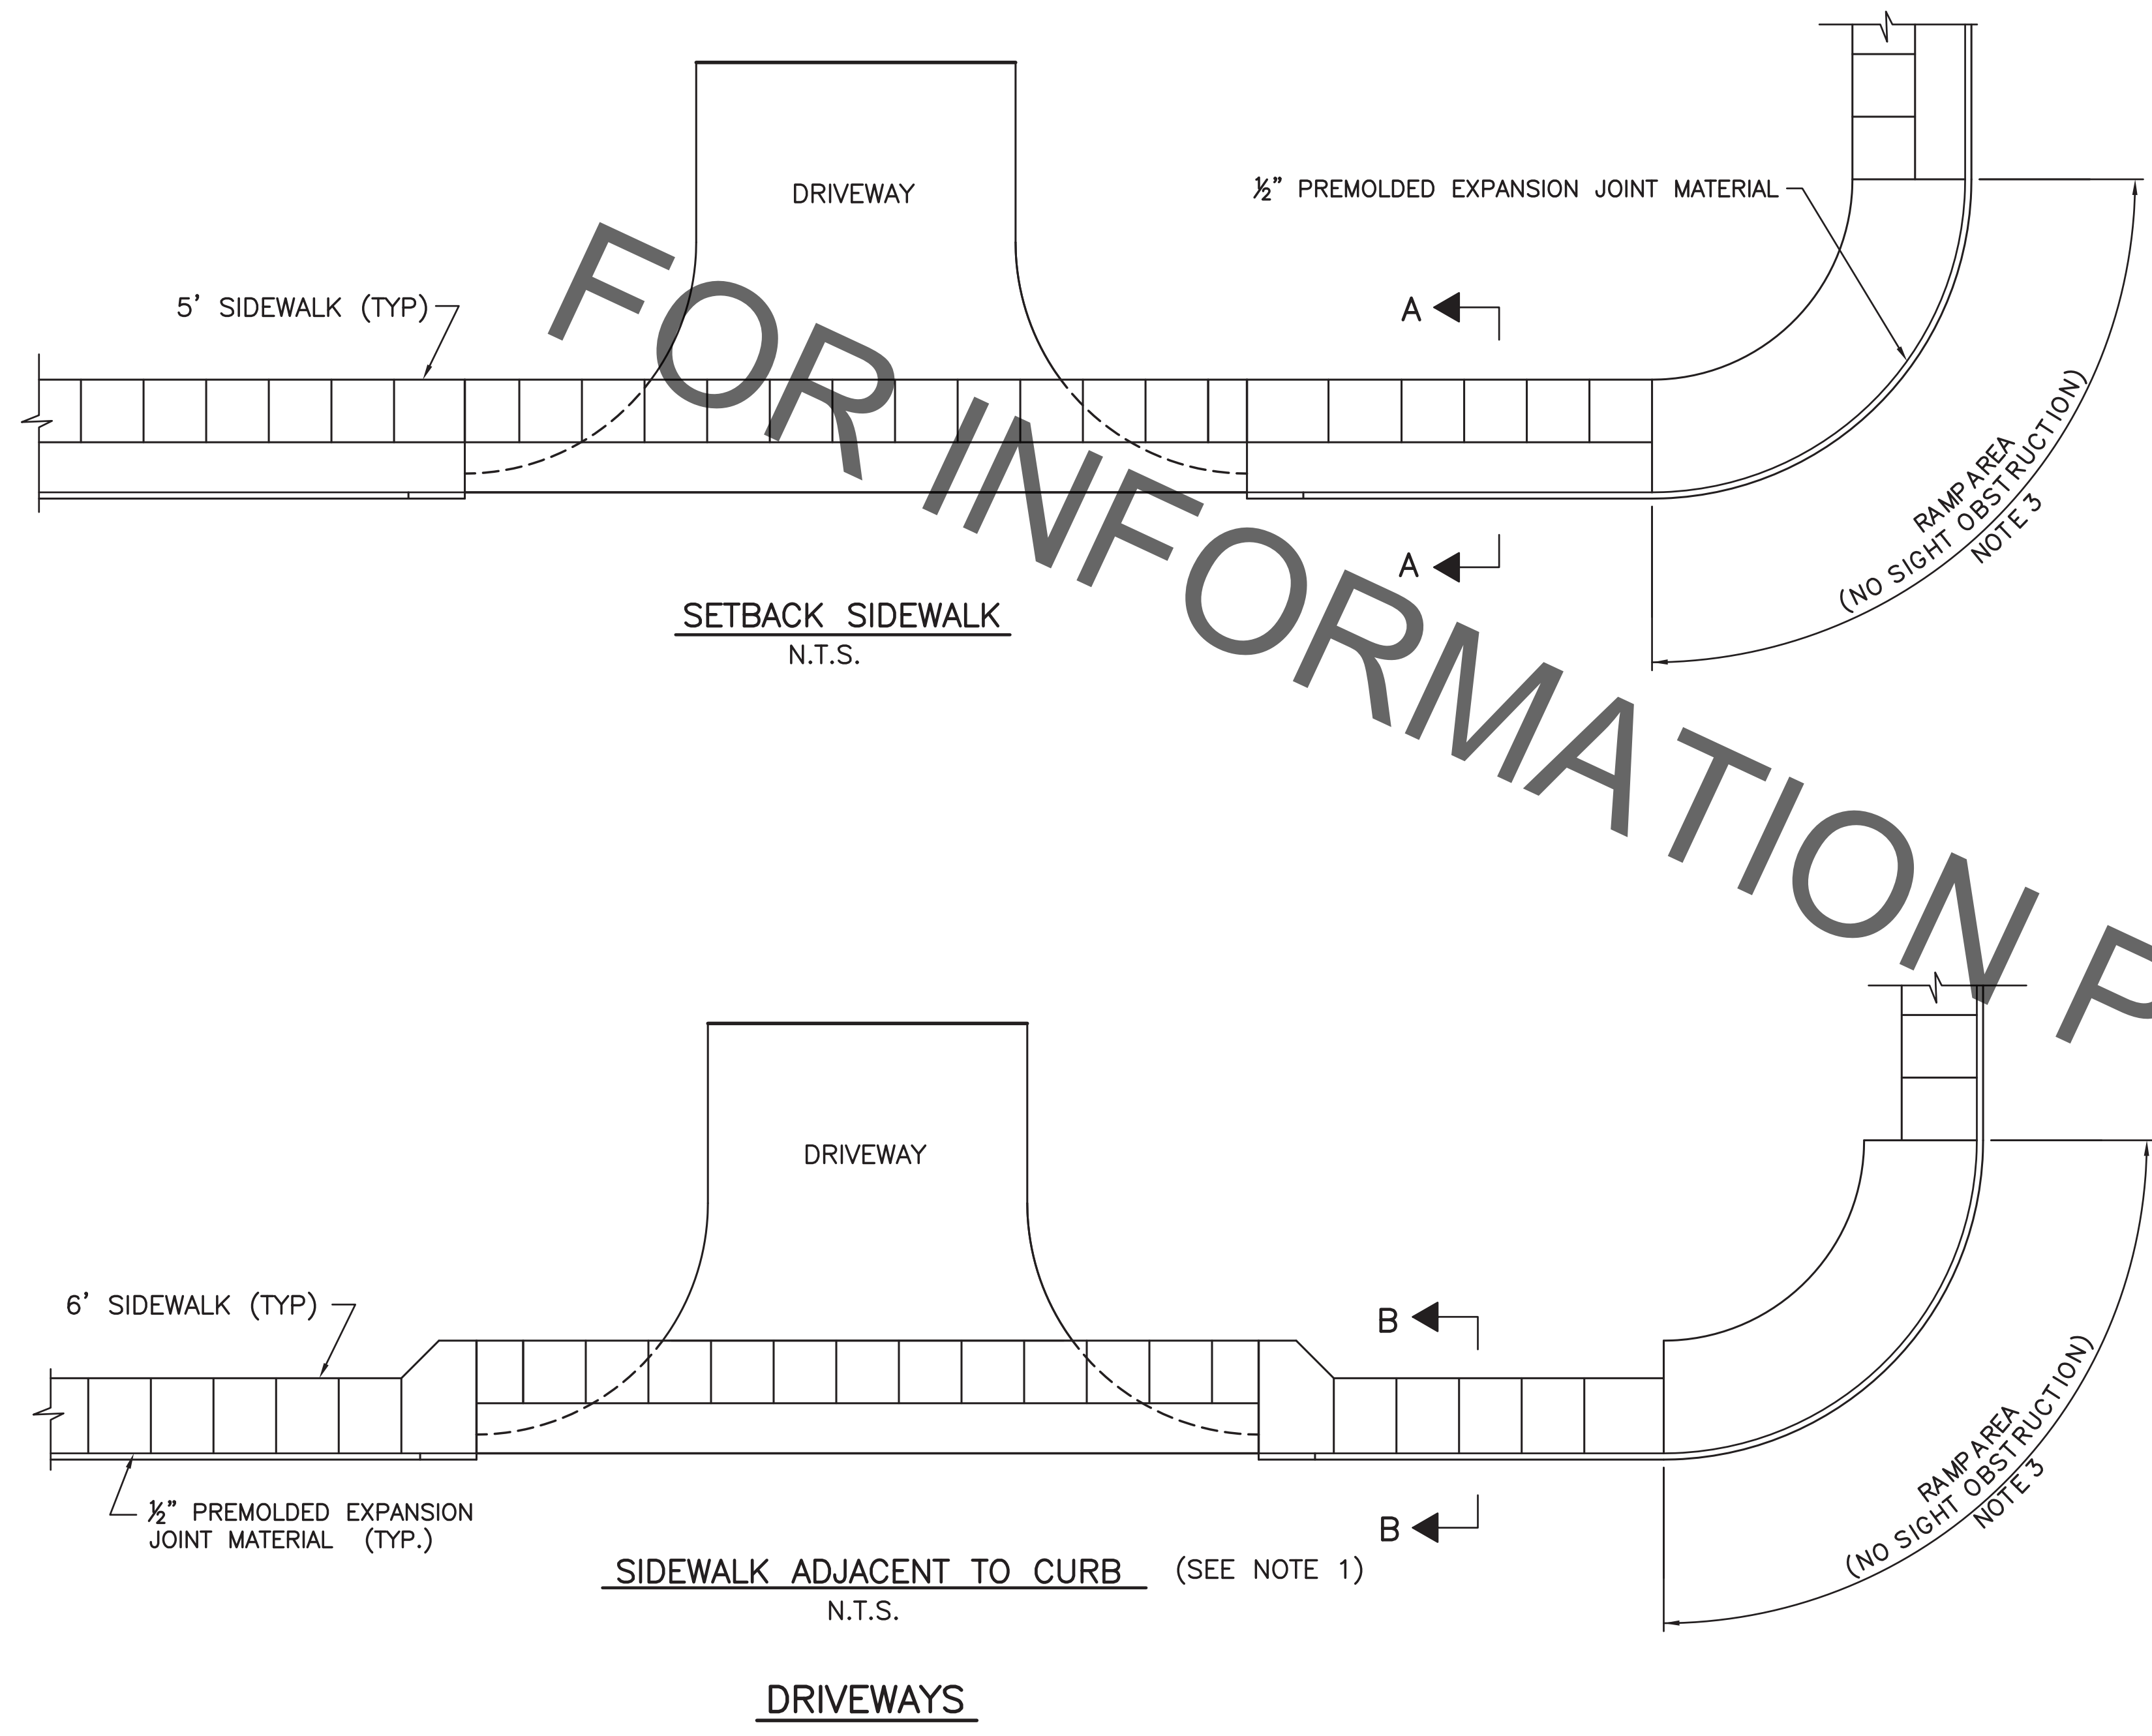 DRIVEWAY
½" PREMOLDED EXPANSION JOINT MATERIAL
5' SIDEWALK (TYP)
A
A
RAMP AREA
(NO SIGHT OBSTRUCTION)
NOTE 3
SETBACK SIDEWALK
N.T.S.
FOR INFORMATION P
DRIVEWAY
6' SIDEWALK (TYP)
B
B
RAMP AREA
(NO SIGHT OBSTRUCTION)
NOTE 3
½" PREMOLDED EXPANSION
JOINT MATERIAL (TYP.)
SIDEWALK ADJACENT TO CURB (SEE NOTE 1)
N.T.S.
DRIVEWAYS